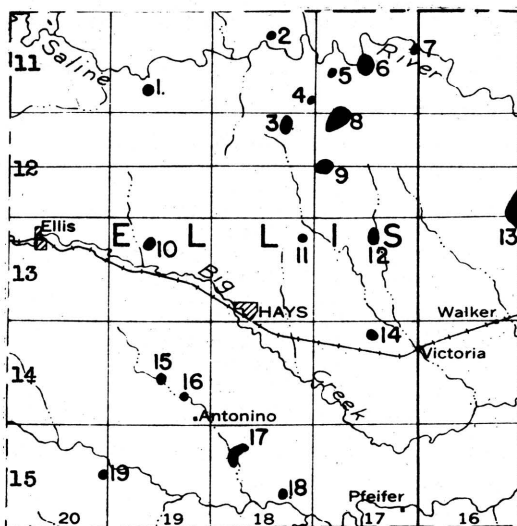 11
Saline
2
River
7
1.
5
6
4
3
8
12
9
Ellis
E L L I S
13
10
11
12
13
Big
HAYS
Walker
14
Victoria
14
15
16
Creek
Antonino
17
15
19
18
Pfeifer
20
19
18
17
16